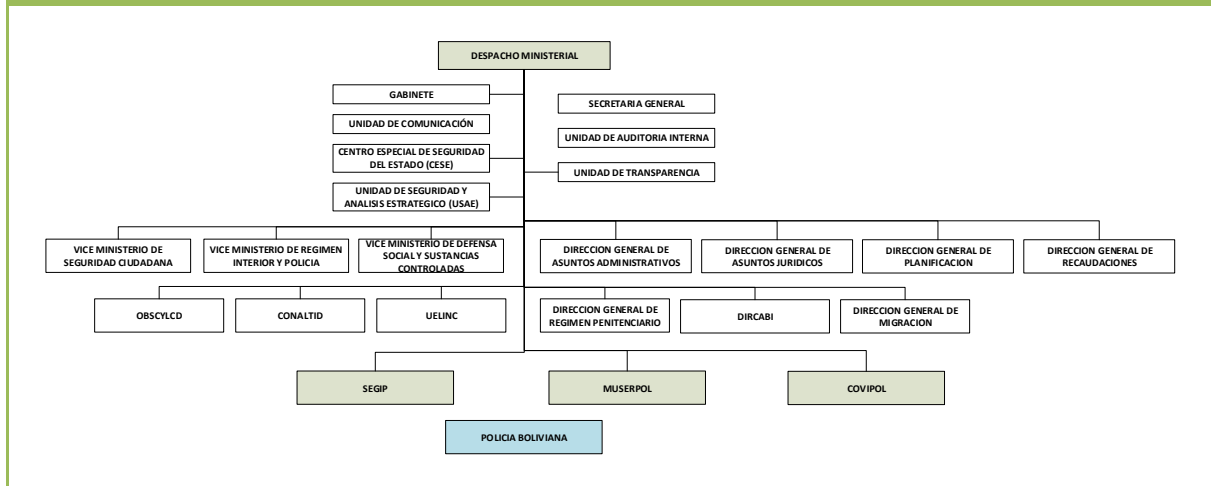 DESPACHO MINISTERIAL
GABINETE
SECRETARIA GENERAL
UNIDAD DE COMUNICACIÓN
UNIDAD DE AUDITORIA INTERNA
CENTRO ESPECIAL DE SEGURIDAD
DEL ESTADO (CESE)
UNIDAD DE TRANSPARENCIA
UNIDAD DE SEGURIDAD Y
ANALISIS ESTRATEGICO (USAE)
VICE MINISTERIO DE
SEGURIDAD CIUDADANA
VICE MINISTERIO DE REGIMEN
INTERIOR Y POLICIA
VICE MINISTERIO DE DEFENSA
SOCIAL Y SUSTANCIAS
CONTROLADAS
DIRECCION GENERAL DE
ASUNTOS ADMINISTRATIVOS
DIRECCION GENERAL DE
ASUNTOS JURIDICOS
DIRECCION GENERAL DE
PLANIFICACION
DIRECCION GENERAL DE
RECAUDACIONES
OBSCYLCD
CONALTID
UELINC
DIRECCION GENERAL DE
REGIMEN PENITENCIARIO
DIRCABI
DIRECCION GENERAL DE
MIGRACION
SEGIP
MUSERPOL
COVIPOL
POLICIA BOLIVIANA